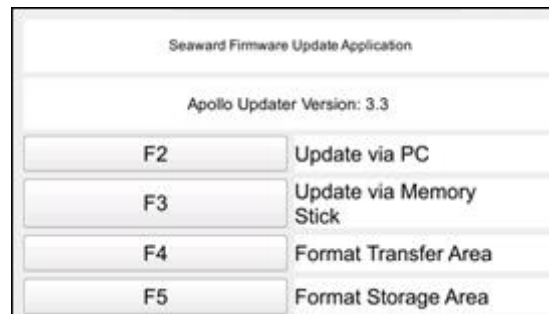 Seaward Firmware Update Application
Apollo Updater Version: 3.3
F2 Update via PC
F3 Update via Memory
Stick
F4 Format Transfer Area
F5 Format Storage Area